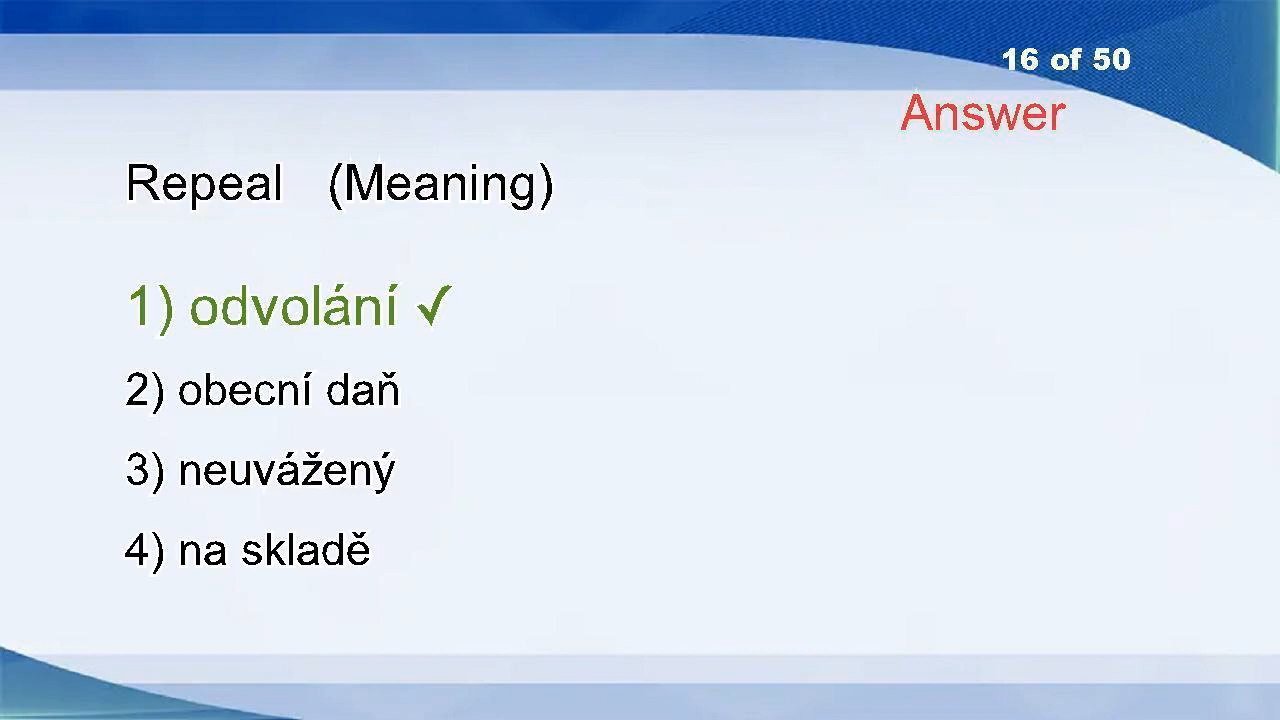 16 of 50
Answer
Repeal (Meaning)
1) odvolání ✓
2) obecní daň
3) neuvážený
4) na skladě